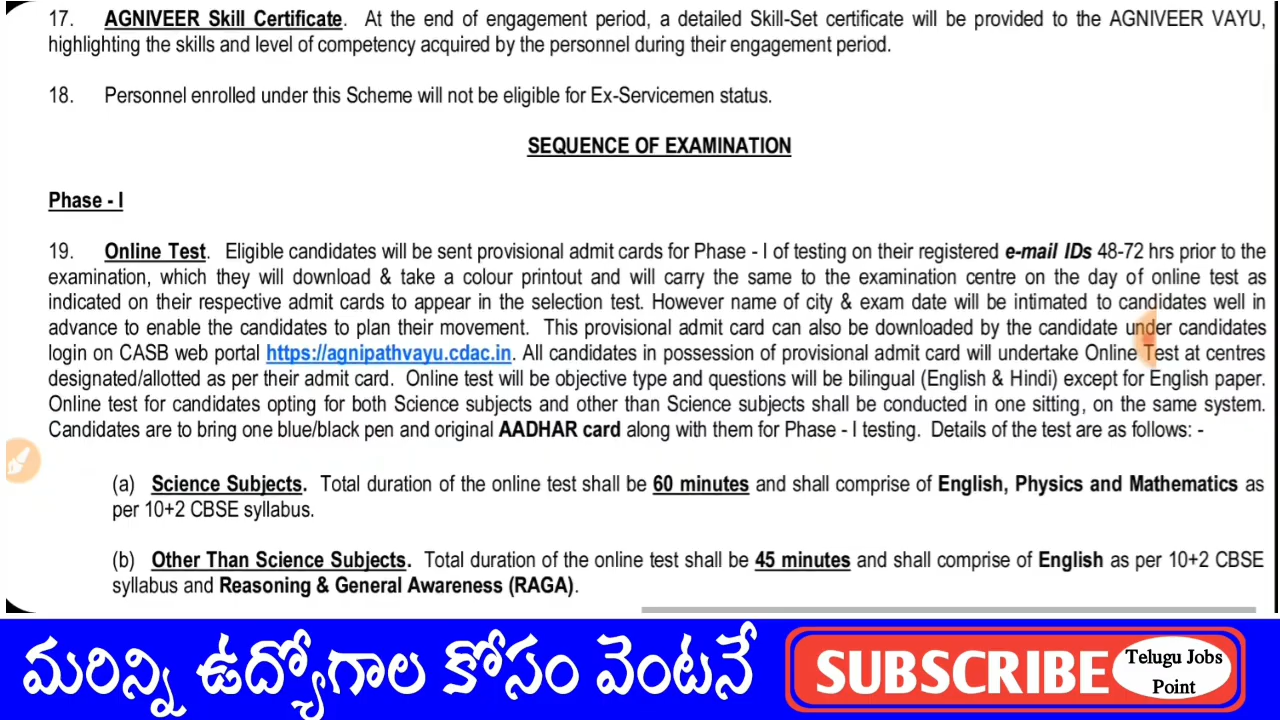 17. AGNIVEER Skill Certificate. At the end of engagement period, a detailed Skill-Set certificate will be provided to the AGNIVEER VAYU,
highlighting the skills and level of competency acquired by the personnel during their engagement period.
18. Personnel enrolled under this Scheme will not be eligible for Ex-Servicemen status.
SEQUENCE OF EXAMINATION
Phase - I
19. Online Test. Eligible candidates will be sent provisional admit cards for Phase - I of testing on their registered e-mail IDs 48-72 hrs prior to the
examination, which they will download & take a colour printout and will carry the same to the examination centre on the day of online test as
indicated on their respective admit cards to appear in the selection test. However name of city & exam date will be intimated to candidates well in
advance to enable the candidates to plan their movement. This provisional admit card can also be downloaded by the candidate under candidates
login on CASB web portal https://agnipathvayu.cdac.in. All candidates in possession of provisional admit card will undertake Online Test at centres
designated/allotted as per their admit card. Online test will be objective type and questions will be bilingual (English & Hindi) except for English paper.
Online test for candidates opting for both Science subjects and other than Science subjects shall be conducted in one sitting, on the same system.
Candidates are to bring one blue/black pen and original AADHAR card along with them for Phase - I testing. Details of the test are as follows: -
(a) Science Subjects. Total duration of the online test shall be 60 minutes and shall comprise of English, Physics and Mathematics as
per 10+2 CBSE syllabus.
(b) Other Than Science Subjects. Total duration of the online test shall be 45 minutes and shall comprise of English as per 10+2 CBSE
syllabus and Reasoning & General Awareness (RAGA).
మరిన్ని ఉద్యోగాల కోసం వెంటనే SUBSCRIBE Telugu Jobs
Point